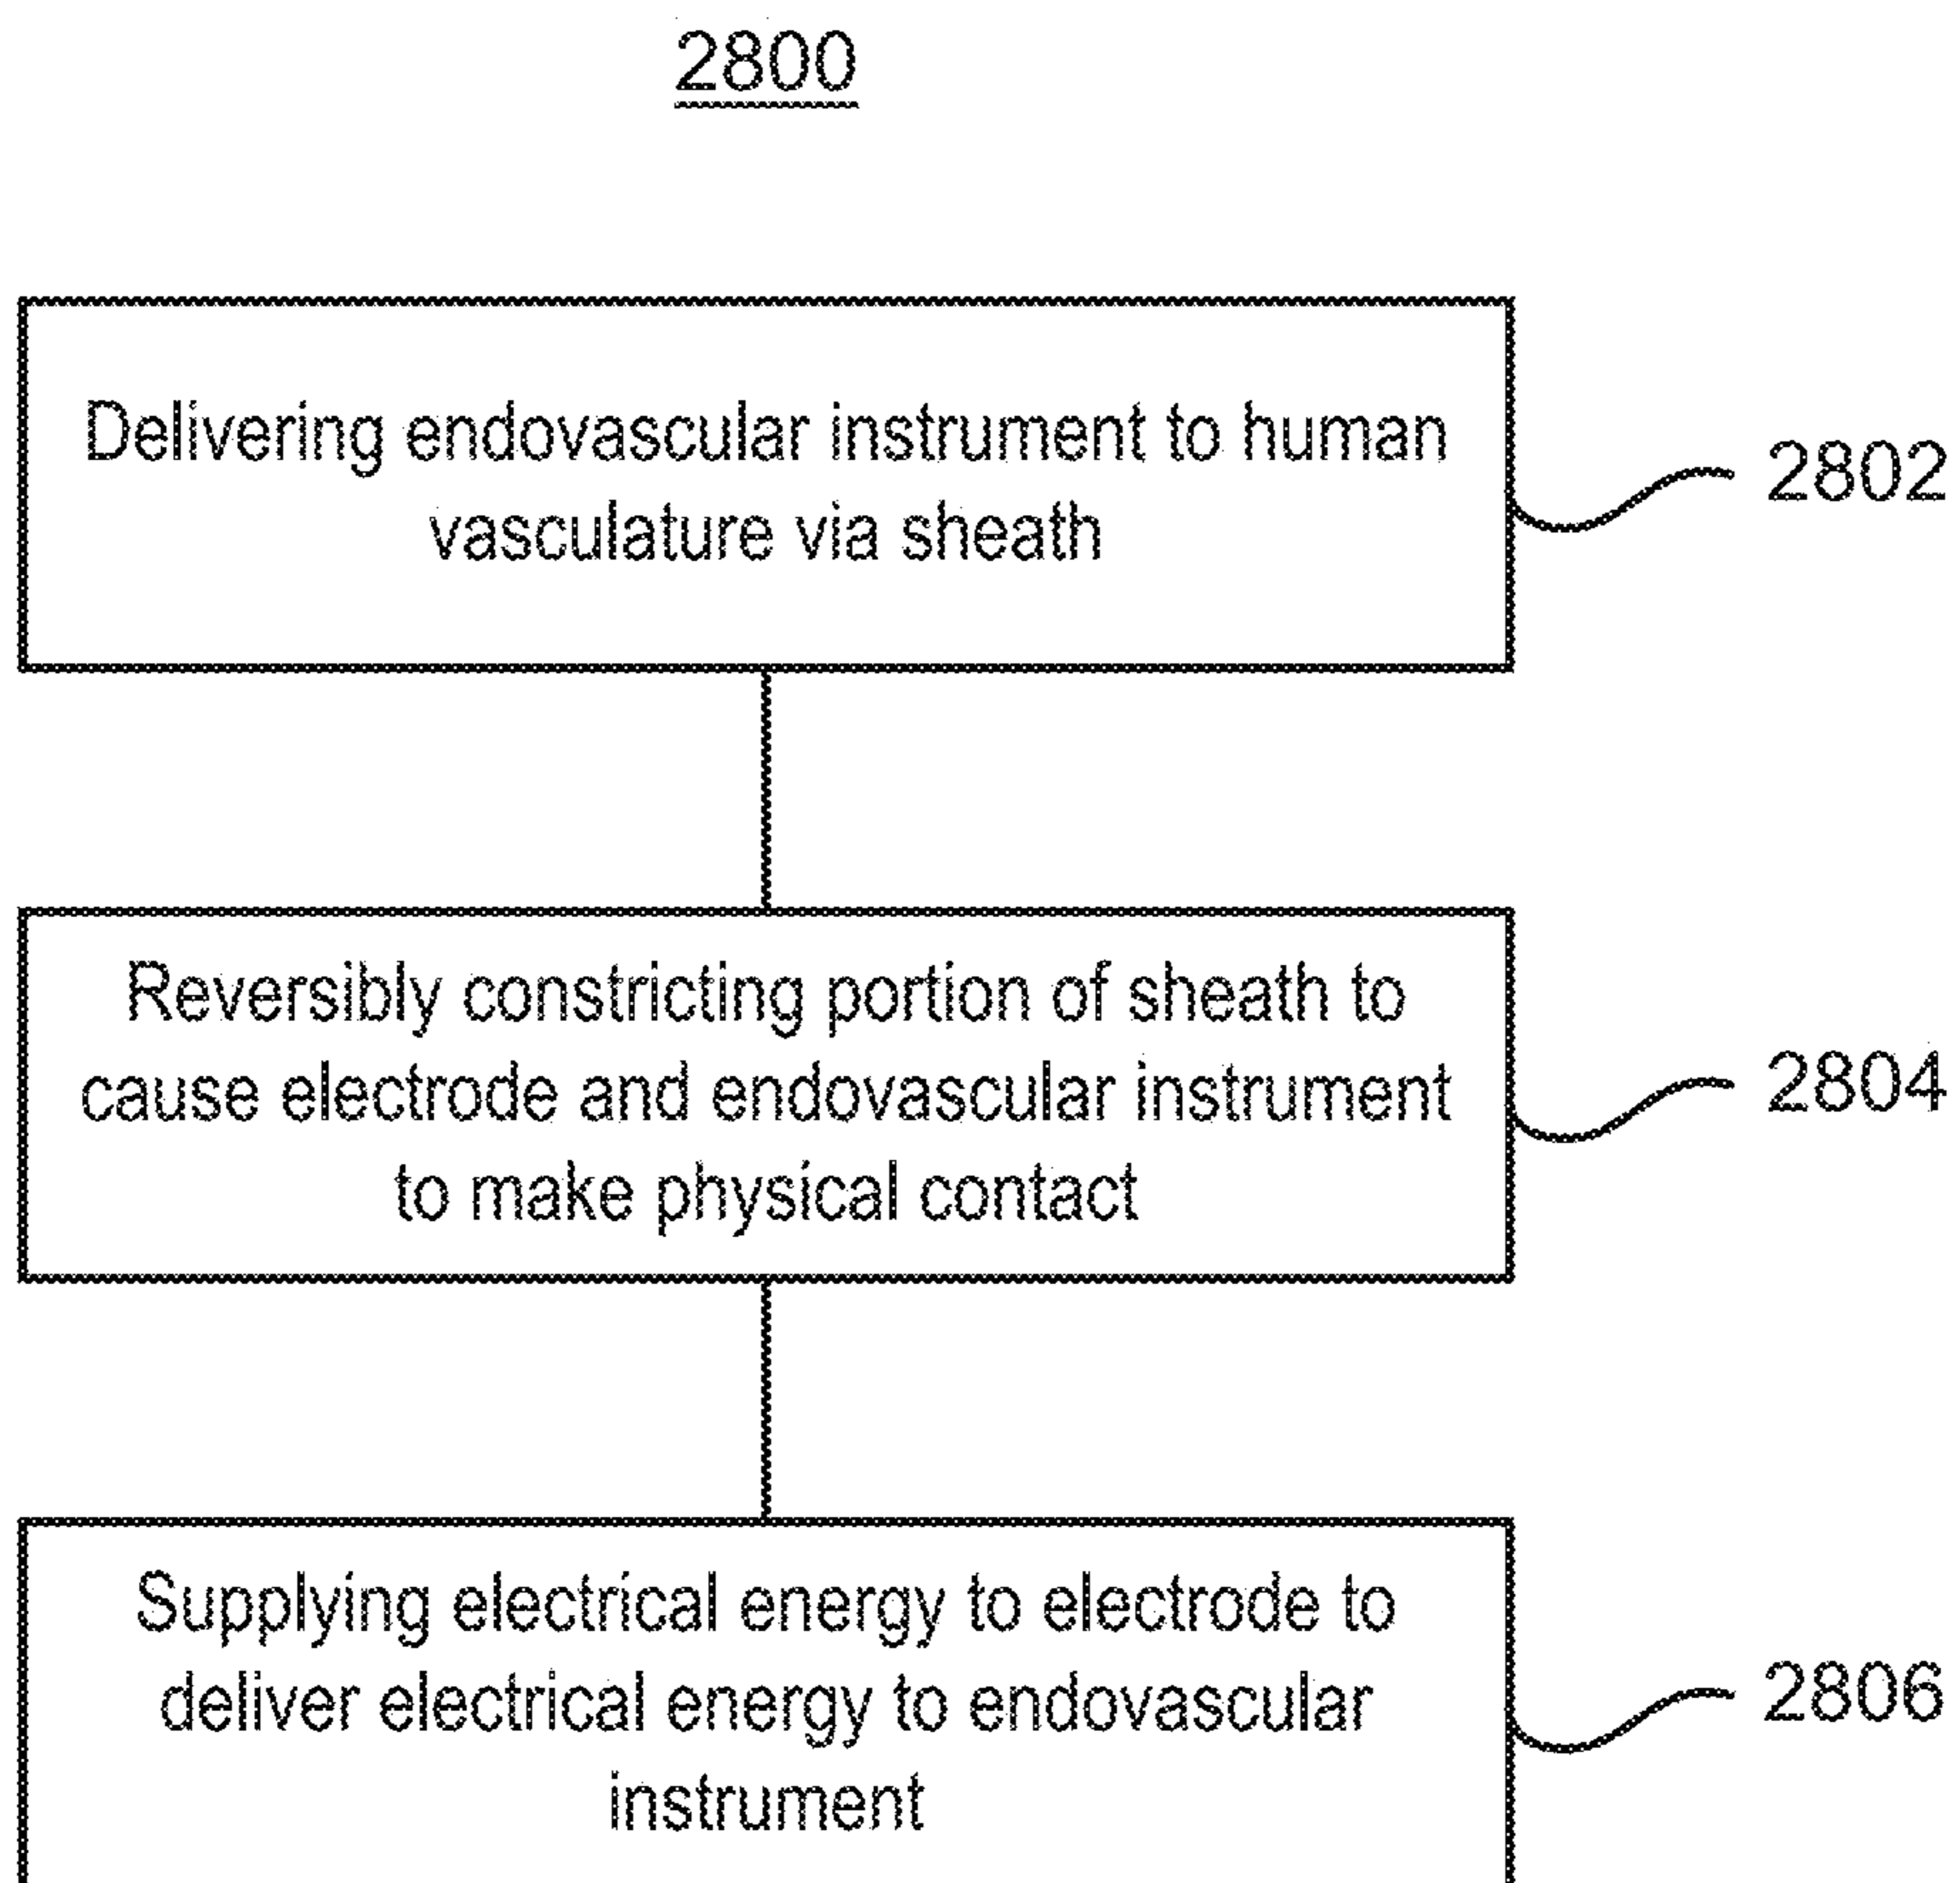 2800
Delivering endovascular instrument to human
vasculature via sheath
2802
Reversibly constricting portion of sheath to
cause electrode and endovascular instrument
to make physical contact
2804
Supplying electrical energy to electrode to
deliver electrical energy to endovascular
instrument
2806